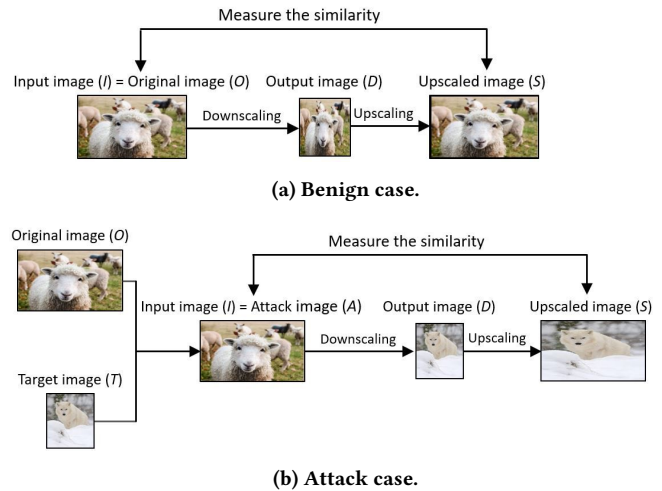 Measure the similarity
Input image (I) = Original image (O)
Output image (D)
Upscaled image (S)
Downscaling
Upscaling
(a) Benign case.
Original image (O)
Measure the similarity
Input image (I) = Attack image (A)
Output image (D)
Upscaled image (S)
Downscaling
Upscaling
Target image (T)
(b) Attack case.